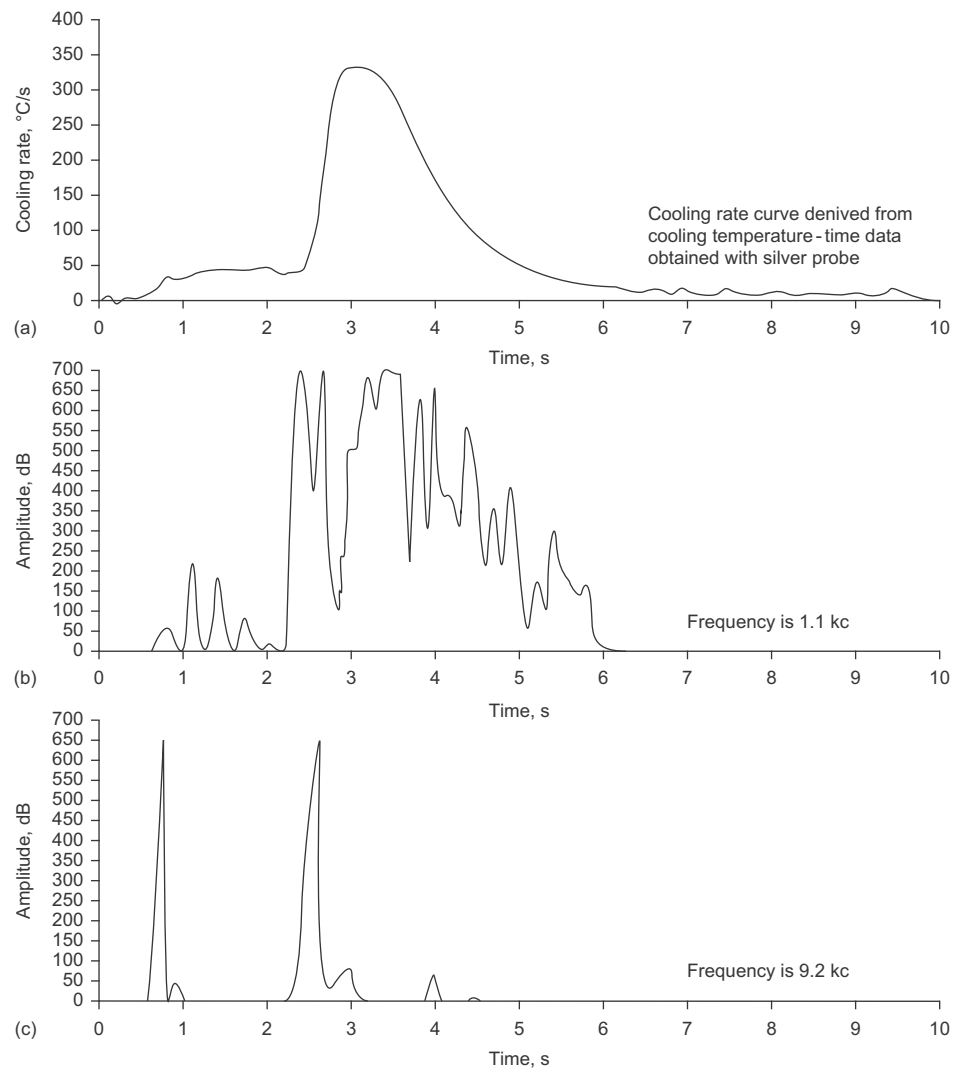 400
350
300
250
200
150
100
50
0
Cooling rate, °C/s
Cooling rate curve denived from
cooling temperature - time data
obtained with silver probe
0 1 2 3 4 5 6 7 8 9 10
(a)
Time, s
700
650
600
550
500
450
400
350
300
250
200
150
100
50
0
Amplitude, dB
Frequency is 1.1 kc
0 1 2 3 4 5 6 7 8 9 10
(b)
Time, s
700
650
600
550
500
450
400
350
300
250
200
150
100
50
0
Amplitude, dB
Frequency is 9.2 kc
0 1 2 3 4 5 6 7 8 9 10
(c)
Time, s